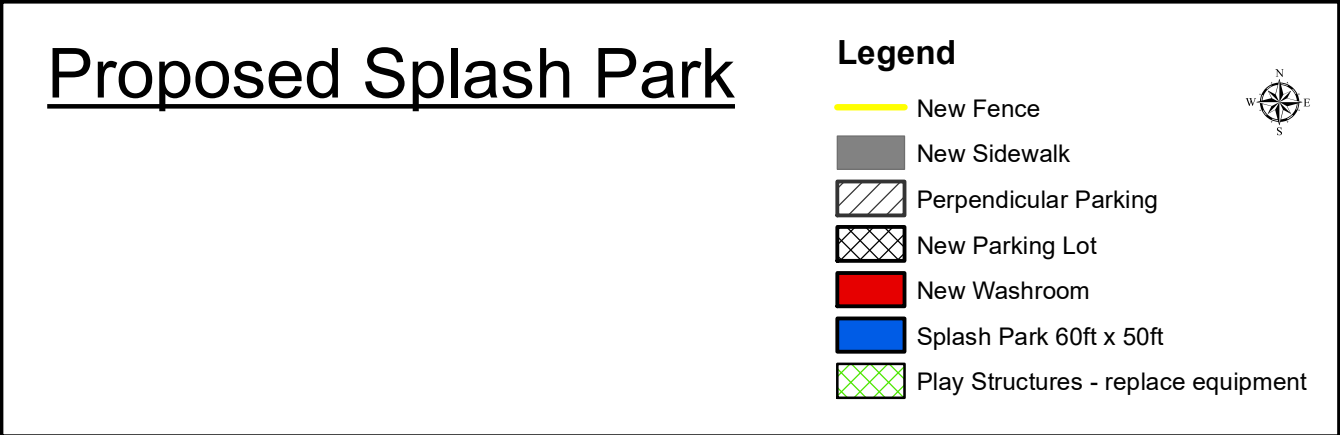 Proposed Splash Park
Legend
New Fence
New Sidewalk
Perpendicular Parking
New Parking Lot
New Washroom
Splash Park 60ft x 50ft
Play Structures - replace equipment
N
W E
S